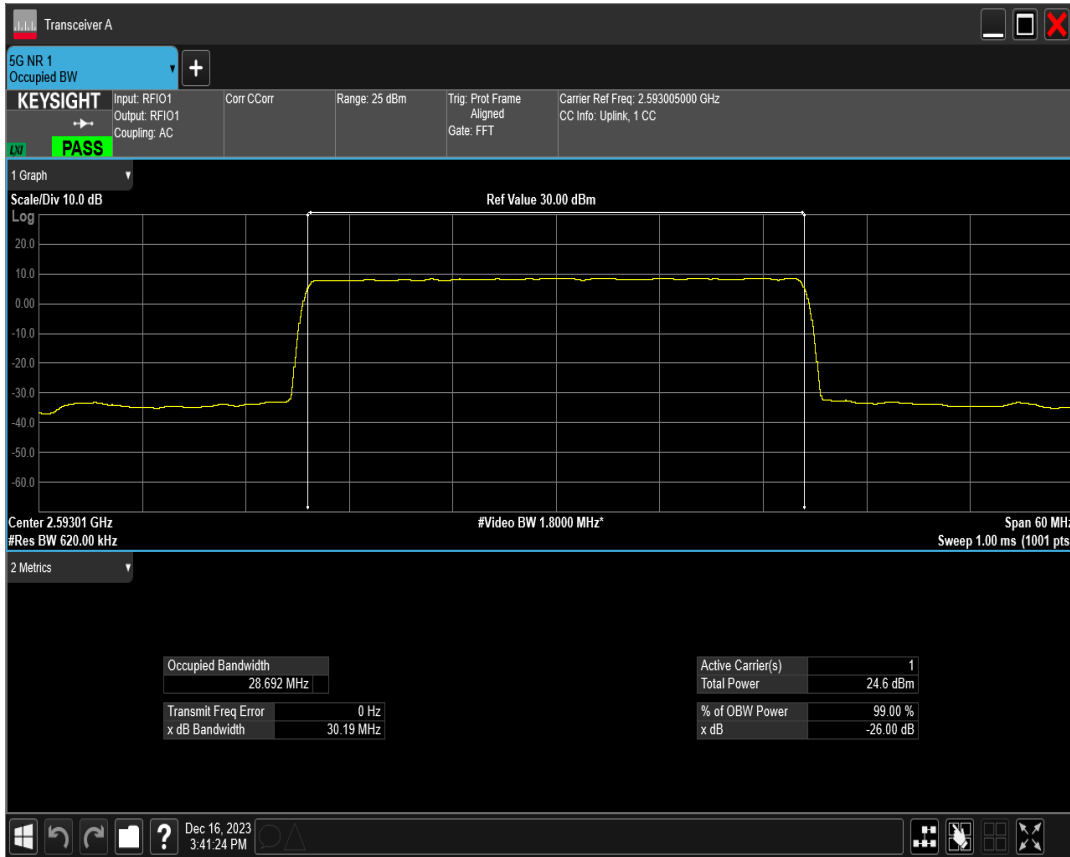 Transceiver A
5G NR 1
Occupied BW
KEYSIGHT
LXI
PASS
Input: RFIO1
Output: RFIO1
Coupling: AC
Corr CCorr
Range: 25 dBm
Trig: Prot Frame
Aligned
Gate: FFT
Carrier Ref Freq: 2.593005000 GHz
CC Info: Uplink, 1 CC
1 Graph
Scale/Div 10.0 dB
Ref Value 30.00 dBm
Log
20.0
10.0
0.00
-10.0
-20.0
-30.0
-40.0
-50.0
-60.0
Center 2.59301 GHz
#Video BW 1.8000 MHz*
Span 60 MHz
#Res BW 620.00 kHz
Sweep 1.00 ms (1001 pts
2 Metrics
Occupied Bandwidth
28.692 MHz
Transmit Freq Error 0 Hz
x dB Bandwidth 30.19 MHz
Active Carrier(s) 1
Total Power 24.6 dBm
% of OBW Power 99.00 %
x dB -26.00 dB
?
Dec 16, 2023
3:41:24 PM